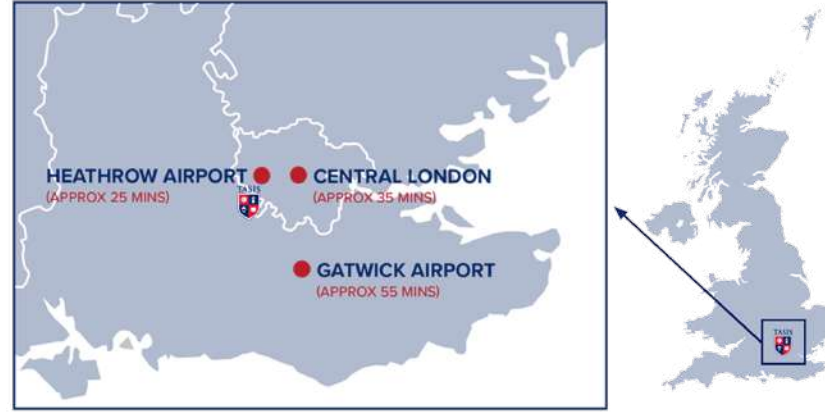 HEATHROW AIRPORT
(APPROX 25 MINS)
TASIS
CENTRAL LONDON
(APPROX 35 MINS)
GATWICK AIRPORT
(APPROX 55 MINS)
TASIS